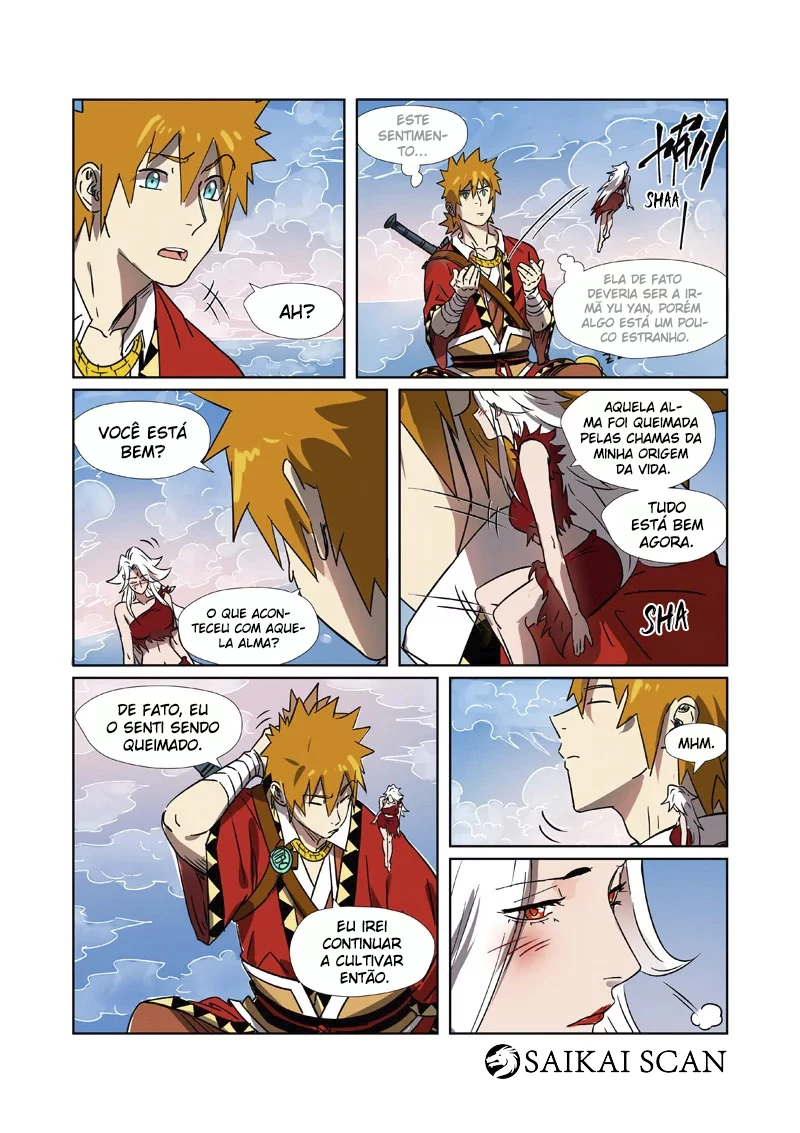 AH?
ESTE
SENTIMEN-
TO...
SHAA
ELA DE FATO
DEVERIA SER A IR-
MÃ YU YAN, PORÉM
ALGO ESTÁ UM POU-
CO ESTRANHO.
VOCÊ ESTÁ
BEM?
O QUE ACON-
TECEU COM AQUE-
LA ALMA?
AQUELA AL-
MA FOI QUEIMADA
PELAS CHAMAS DA
MINHA ORIGEM
DA VIDA.
TUDO
ESTÁ BEM
AGORA.
SHA
DE FATO, EU
O SENTI SENDO
QUEIMADO.
EU IREI
CONTINUAR
A CULTIVAR
ENTÃO.
MHM.
SAIKAI SCAN